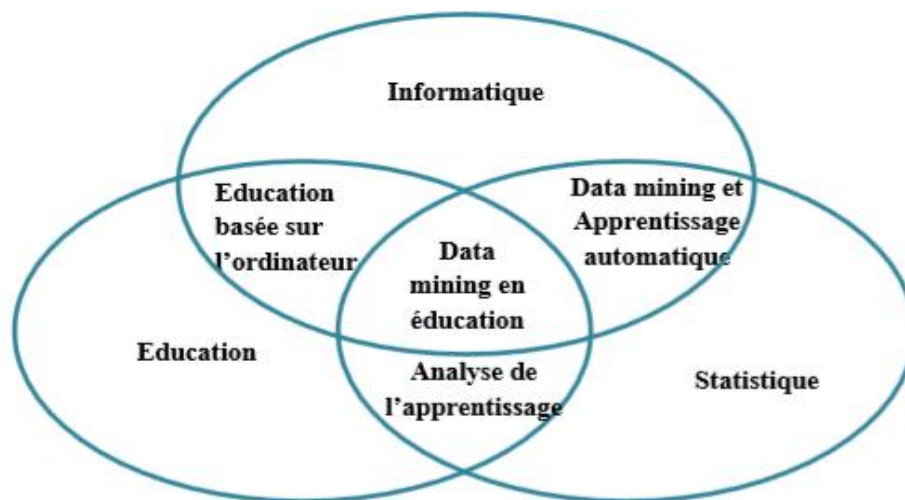 Informatique
Education
basée sur
l'ordinateur
Data mining et
Apprentissage
automatique
Data
mining en
éducation
Education
Analyse de
l'apprentissage
Statistique